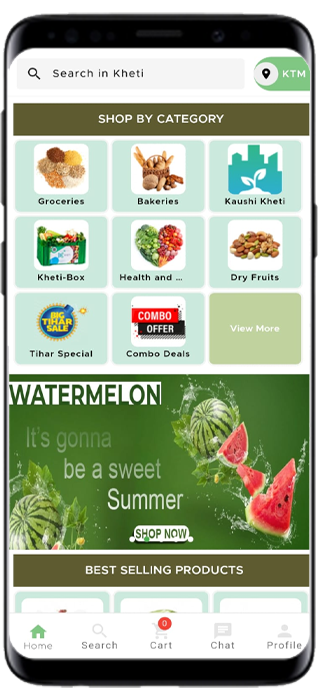 Search in Kheti
KTM
SHOP BY CATEGORY
Groceries
Bakeries
Kaushi Kheti
Kheti-Box
Health and ...
Dry Fruits
BIG
TIHAR
SALE
COMBO
OFFER
Tihar Special
Combo Deals
View More
WATERMELON
It's gonna
be a sweet
Summer
SHOP NOW
BEST SELLING PRODUCTS
0
Home
Search
Cart
Chat
Profile